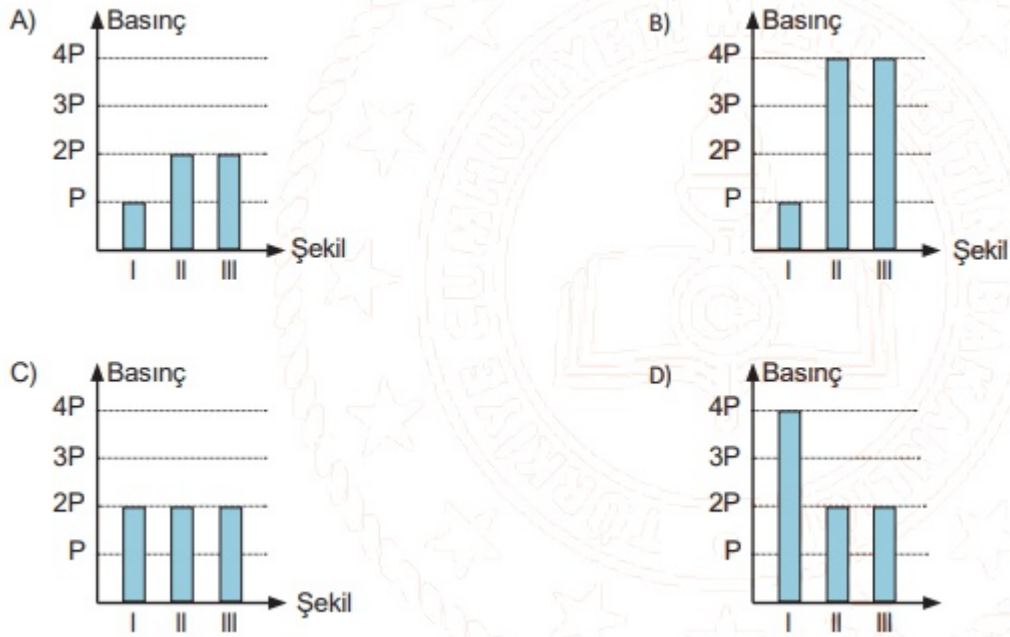 A)
Basınç
4P
3P
2P
P
Şekil
I II III
B)
Basınç
4P
3P
2P
P
Şekil
I II III
C)
Basınç
4P
3P
2P
P
Şekil
I II III
D)
Basınç
4P
3P
2P
P
I II III